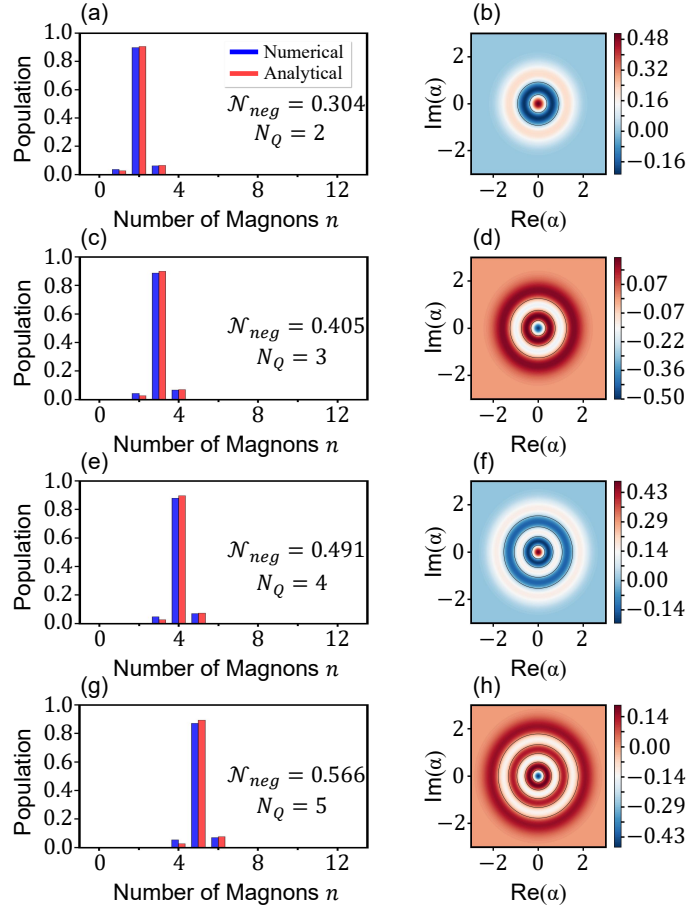 (a)
1.0
0.8
0.6
0.4
0.2
0.0
Population
Numerical
Analytical
𝒩neg = 0.304
N_Q = 2
0 4 8 12
Number of Magnons n
(b)
2
0
−2
Im(α)
−2 0 2
Re(α)
0.48
0.32
0.16
0.00
−0.16
(c)
1.0
0.8
0.6
0.4
0.2
0.0
Population
𝒩neg = 0.405
N_Q = 3
0 4 8 12
Number of Magnons n
(d)
2
0
−2
Im(α)
−2 0 2
Re(α)
0.07
−0.07
−0.22
−0.36
−0.50
(e)
1.0
0.8
0.6
0.4
0.2
0.0
Population
𝒩neg = 0.491
N_Q = 4
0 4 8 12
Number of Magnons n
(f)
2
0
−2
Im(α)
−2 0 2
Re(α)
0.43
0.29
0.14
0.00
−0.14
(g)
1.0
0.8
0.6
0.4
0.2
0.0
Population
𝒩neg = 0.566
N_Q = 5
0 4 8 12
Number of Magnons n
(h)
2
0
−2
Im(α)
−2 0 2
Re(α)
0.14
0.00
−0.14
−0.29
−0.43